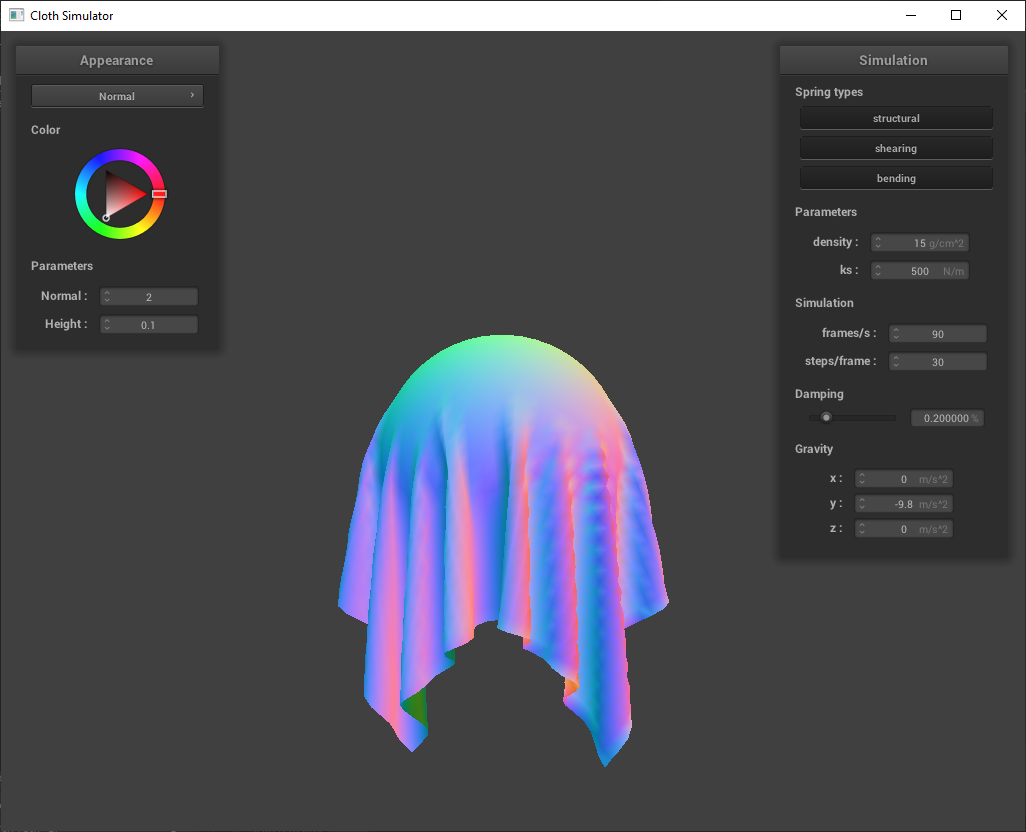 Cloth Simulator
Appearance
Normal
Color
Parameters
Normal : 2
Height : 0.1
Simulation
Spring types
structural
shearing
bending
Parameters
density : 15 g/cm^2
ks : 500 N/m
Simulation
frames/s : 90
steps/frame : 30
Damping
0.200000 %
Gravity
x : 0 m/s^2
y : -9.8 m/s^2
z : 0 m/s^2